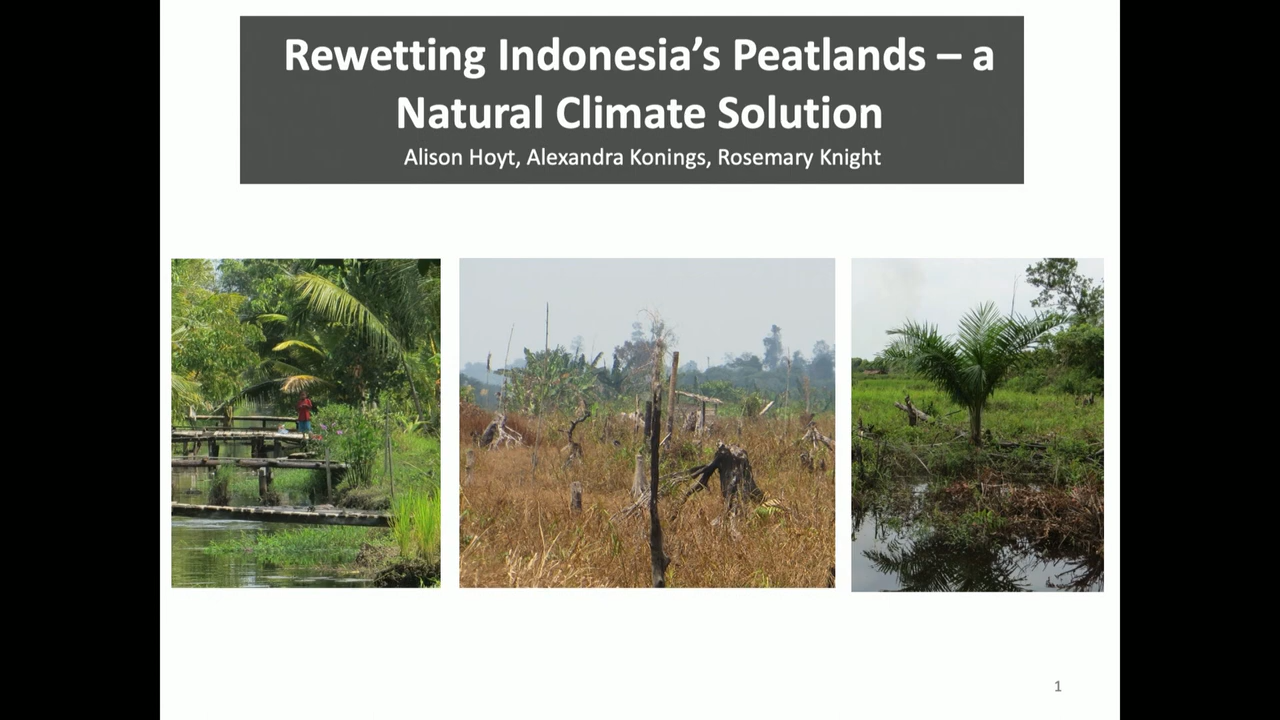 Rewetting Indonesia’s Peatlands – a
Natural Climate Solution
Alison Hoyt, Alexandra Konings, Rosemary Knight
1